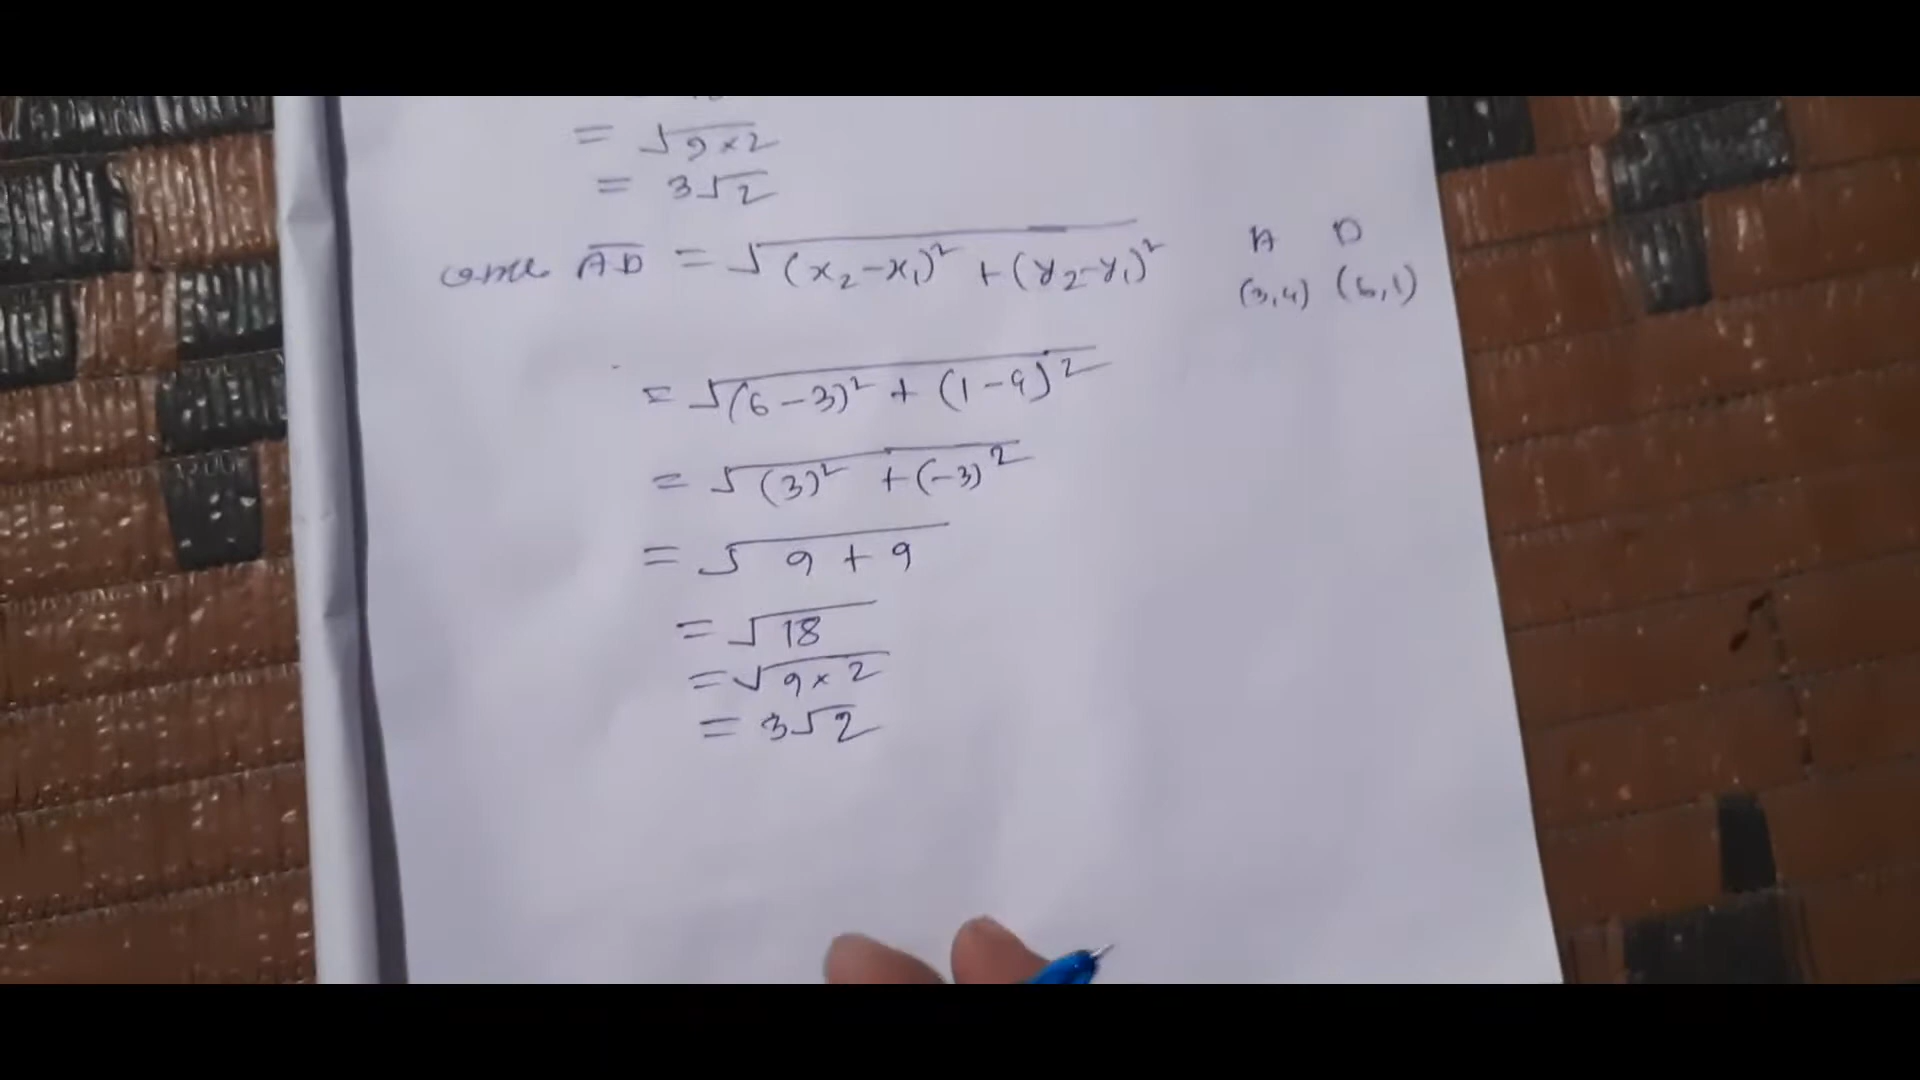 = √9×2
= 3√2
AD = √(x₂-x₁)² + (y₂-y₁)² A D
(3,4) (6,1)
= √(6-3)² + (1-4)²
= √(3)² + (-3)²
= √9+9
= √18
= √9×2
= 3√2